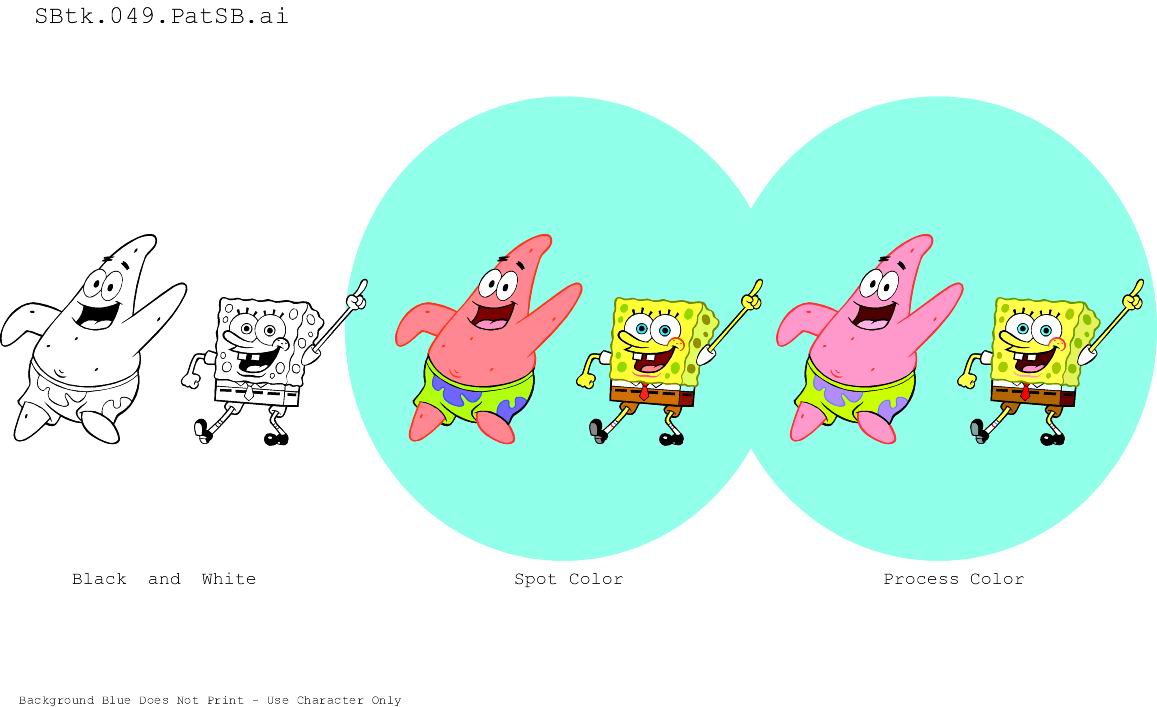 SBtk.049.PatSB.ai
Black and White
Spot Color
Process Color
Background Blue Does Not Print - Use Character Only